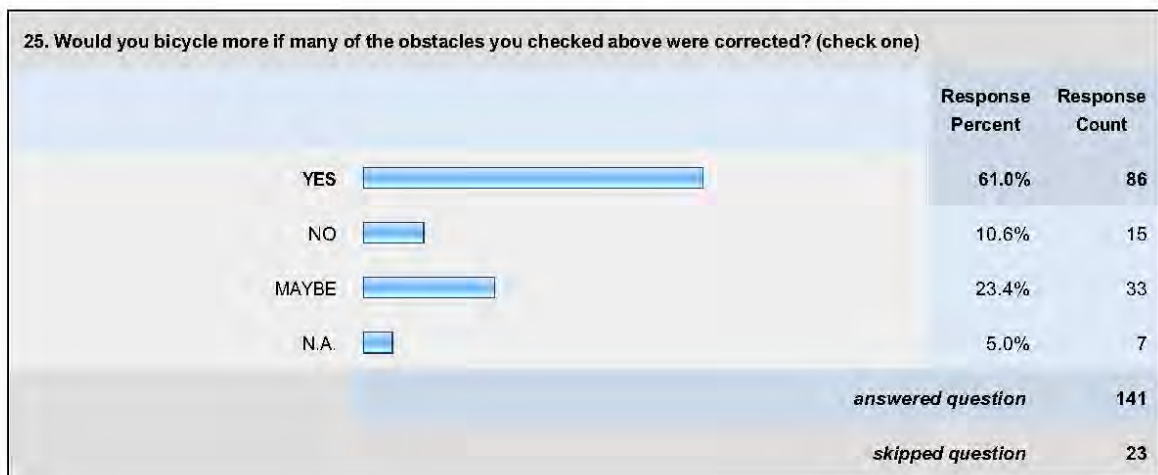 25. Would you bicycle more if many of the obstacles you checked above were corrected? (check one)
Response Percent Response Count
YES 61.0% 86
NO 10.6% 15
MAYBE 23.4% 33
N.A. 5.0% 7
answered question 141
skipped question 23